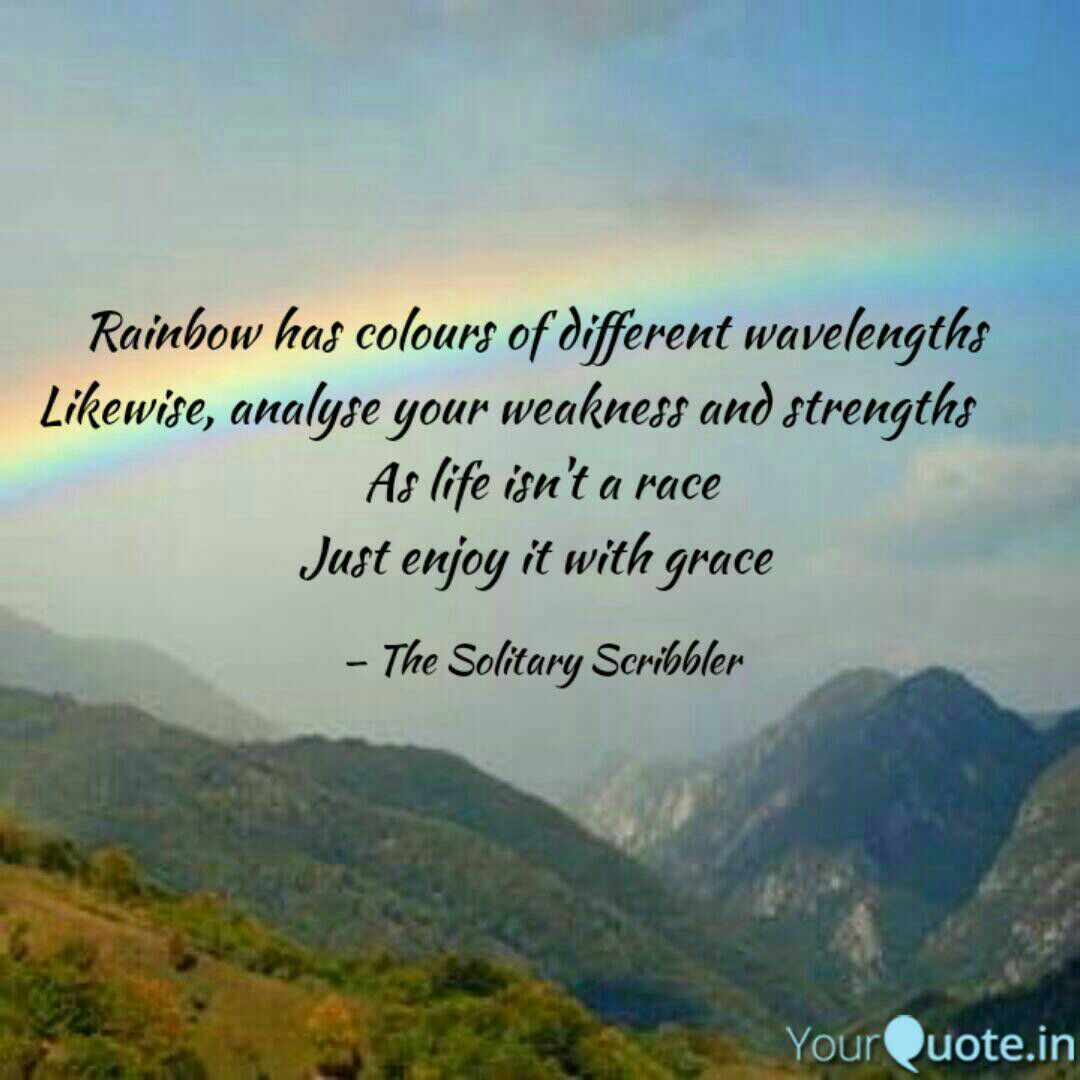 Rainbow has colours of different wavelengths
Likewise, analyse your weakness and strengths
As life isn't a race
Just enjoy it with grace
– The Solitary Scribbler
YourQuote.in